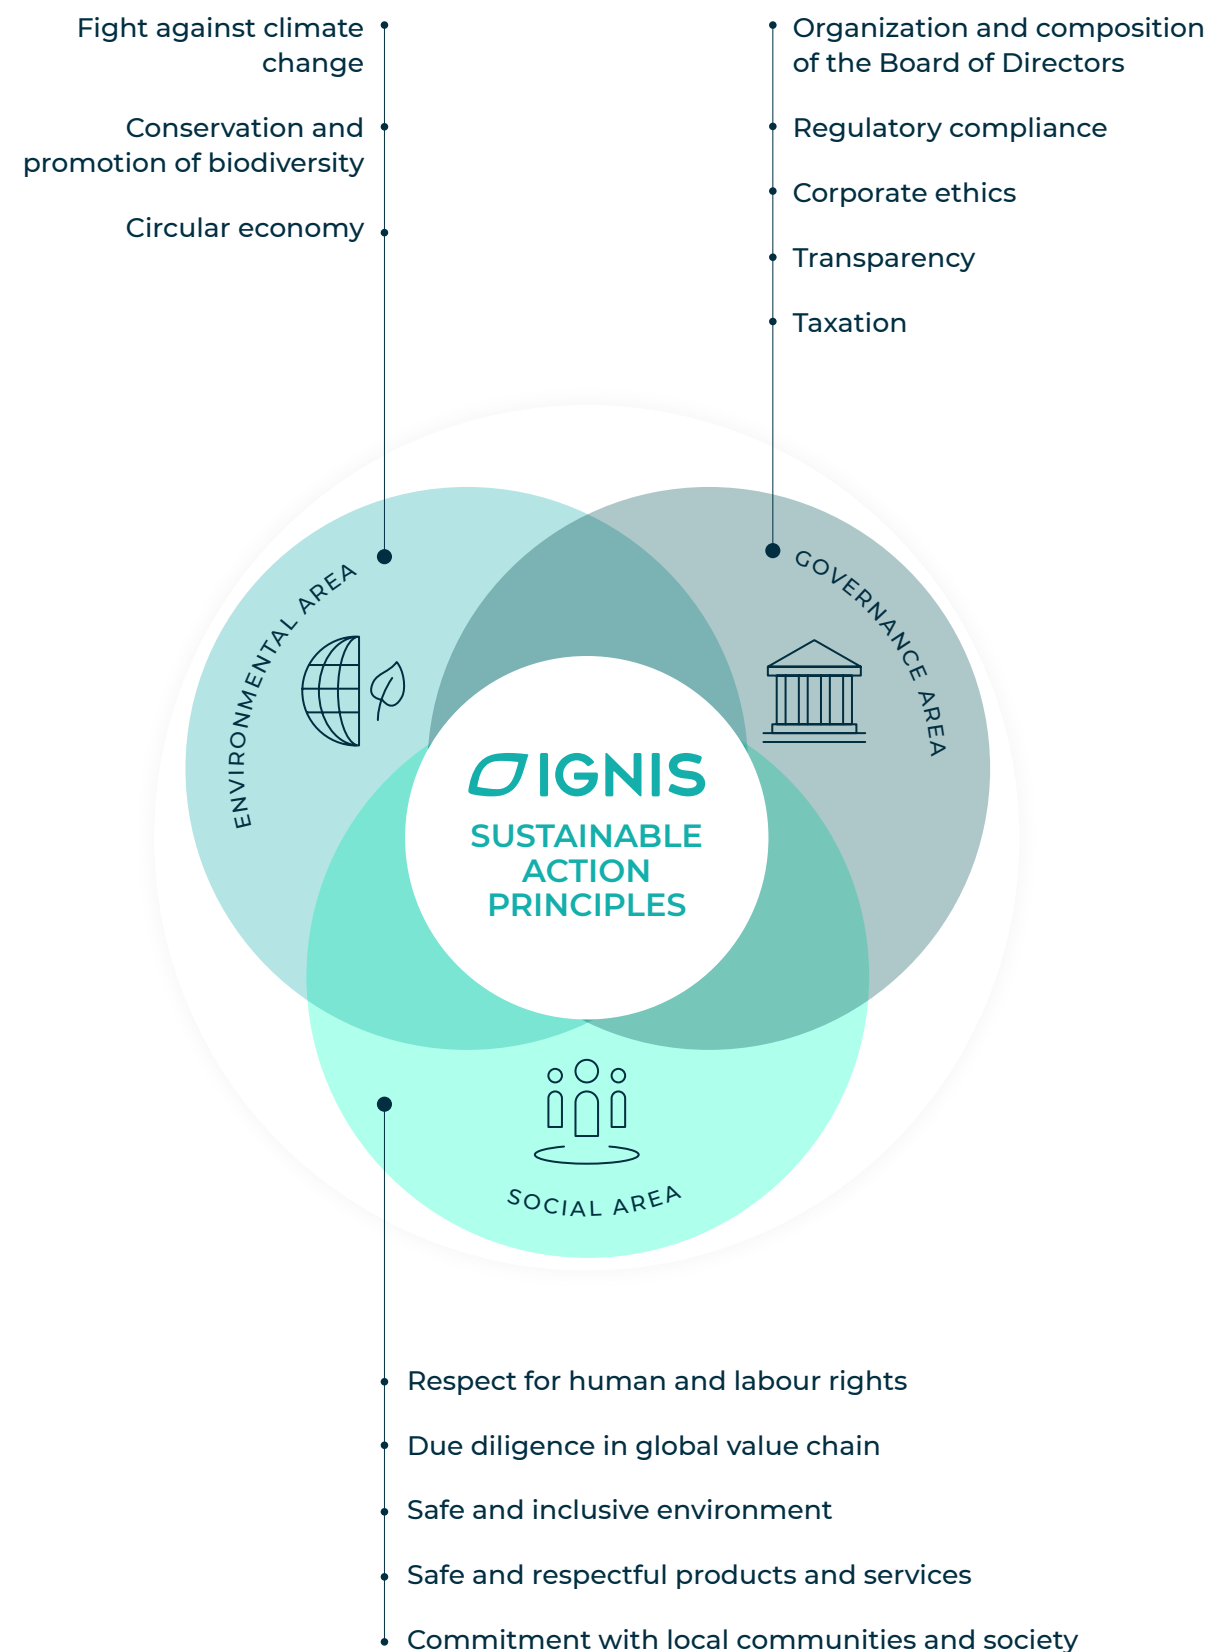 Fight against climate
change
Conservation and
promotion of biodiversity
Circular economy
Organization and composition
of the Board of Directors
Regulatory compliance
Corporate ethics
Transparency
Taxation
ENVIRONMENTAL AREA
GOVERNANCE AREA
IGNIS
SUSTAINABLE
ACTION
PRINCIPLES
SOCIAL AREA
Respect for human and labour rights
Due diligence in global value chain
Safe and inclusive environment
Safe and respectful products and services
Commitment with local communities and society